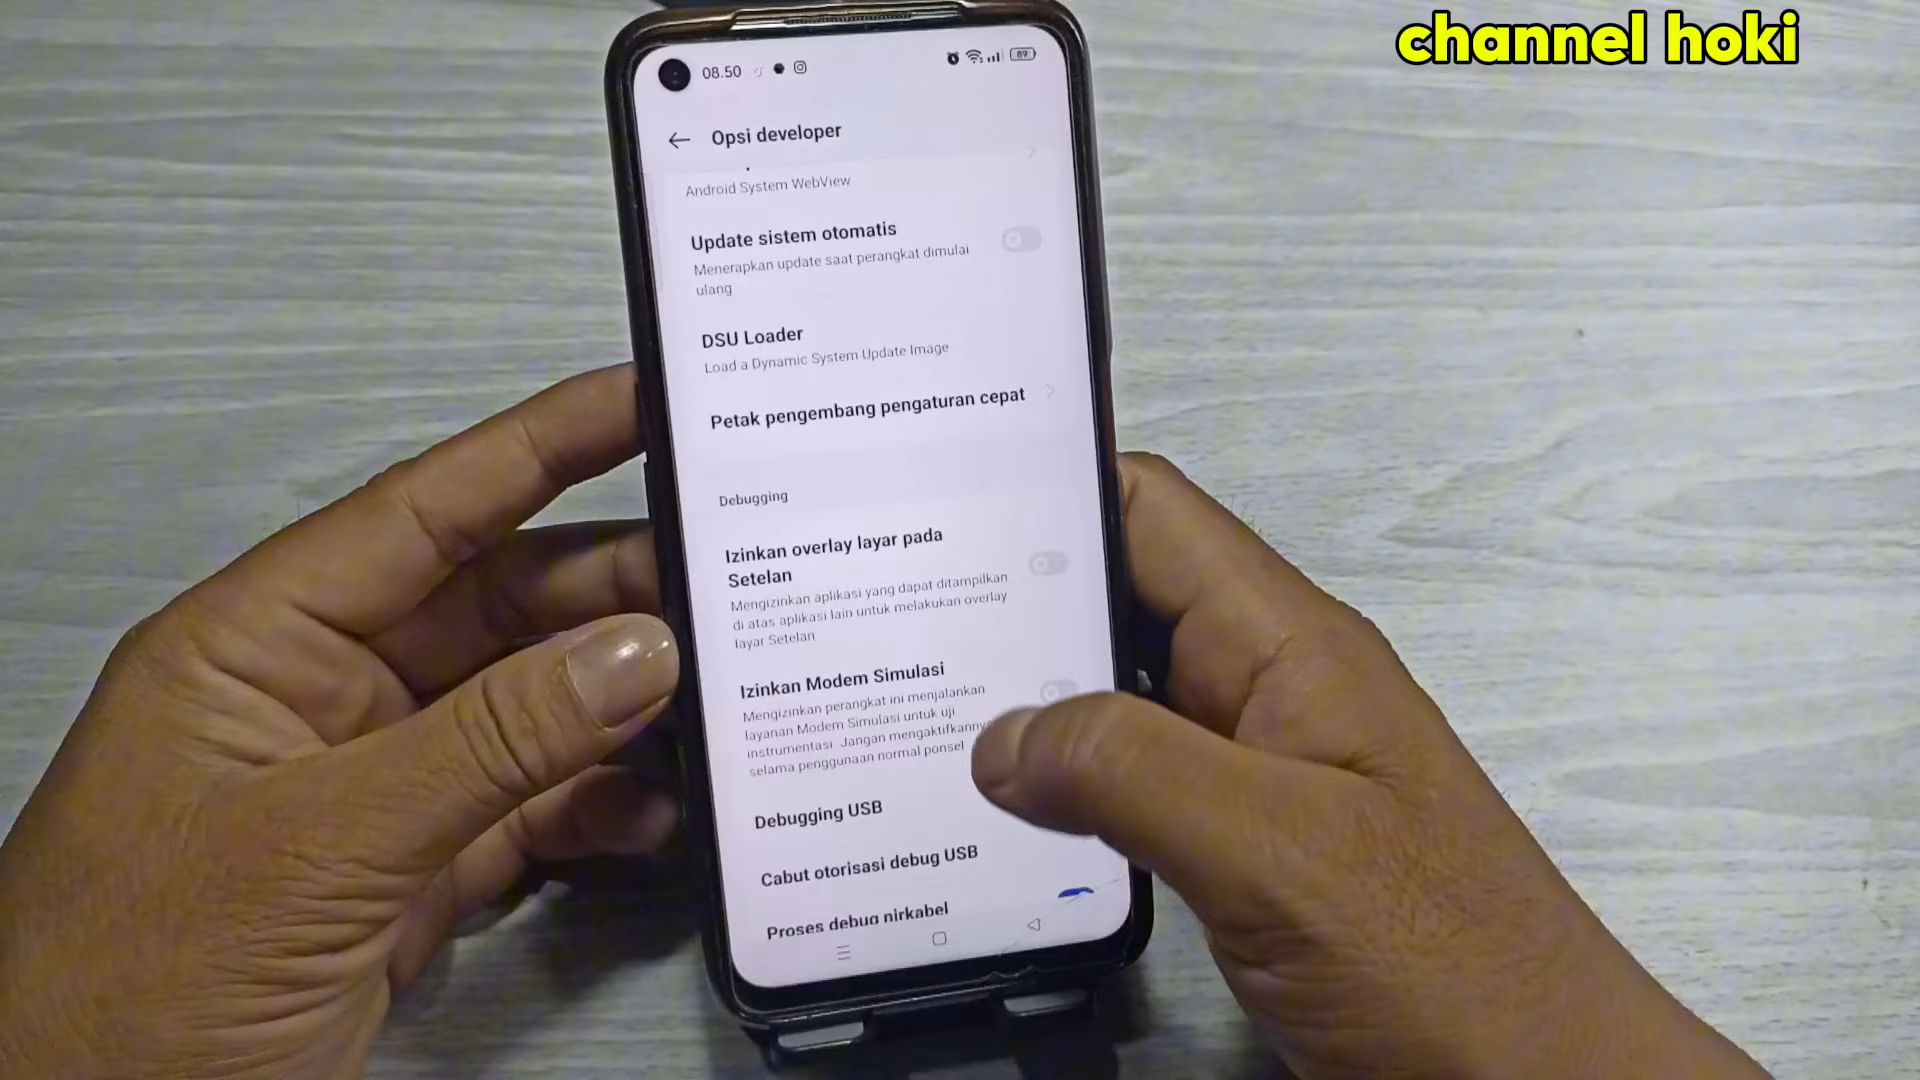 channel hoki
08.50
89
Opsi developer
Android System WebView
Update sistem otomatis
Menerapkan update saat perangkat dimulai
ulang
DSU Loader
Load a Dynamic System Update Image
Petak pengembang pengaturan cepat
Debugging
Izinkan overlay layar pada
Setelan
Mengizinkan aplikasi yang dapat ditampilkan
di atas aplikasi lain untuk melakukan overlay
layar Setelan
Izinkan Modem Simulasi
Mengizinkan perangkat ini menjalankan
layanan Modem Simulasi untuk uji
instrumentasi. Jangan mengaktifkannya
selama penggunaan normal ponsel
Debugging USB
Cabut otorisasi debug USB
Proses debug nirkabel